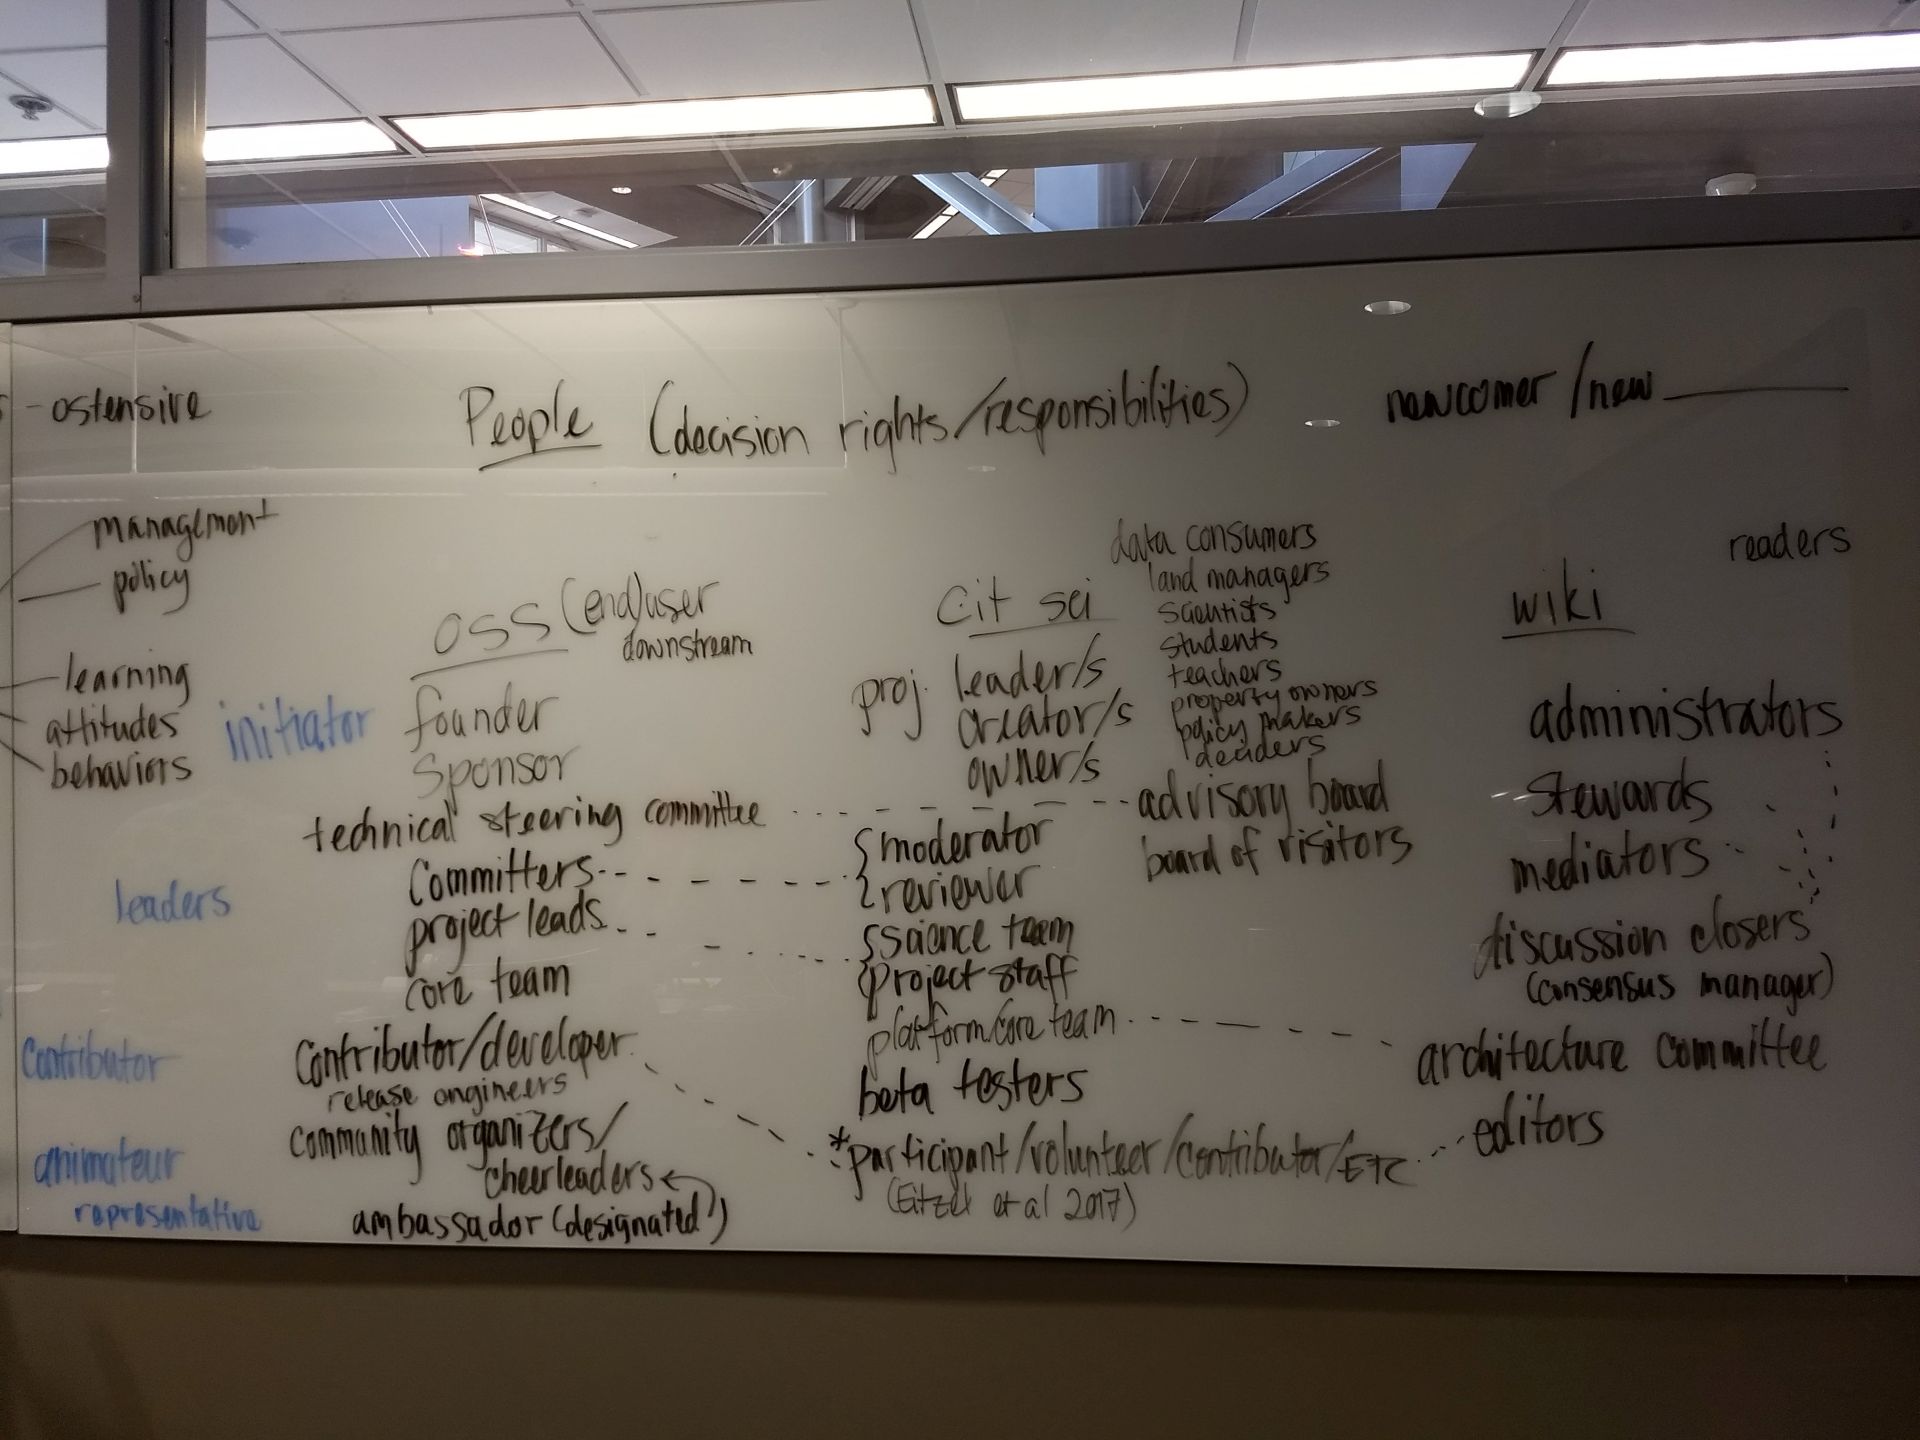 - ostensive
People (decision rights/responsibilities)
newcomer / new ______
management
policy
learning
attitudes
behaviors
initiator
leaders
Contributor
animateur
representative
OSS (end)user
downstream
founder
Sponsor
technical steering committee
Committers
project leads
core team
Contributor/developer
release engineers
community organizers/
cheerleaders
ambassador (designated)
Cit sci
proj. leader/s
creator/s
owner/s
data consumers
land managers
scientists
students
teachers
property owners
policy makers
advisory board
board of visitors
{moderator
{reviewer
{science team
{project staff
platform/core team
beta testers
*participant/volunteer/contributor/ETC
(Eitzel et al 2017)
readers
wiki
administrators
stewards
mediators
discussion closers
(consensus manager)
architecture committee
editors